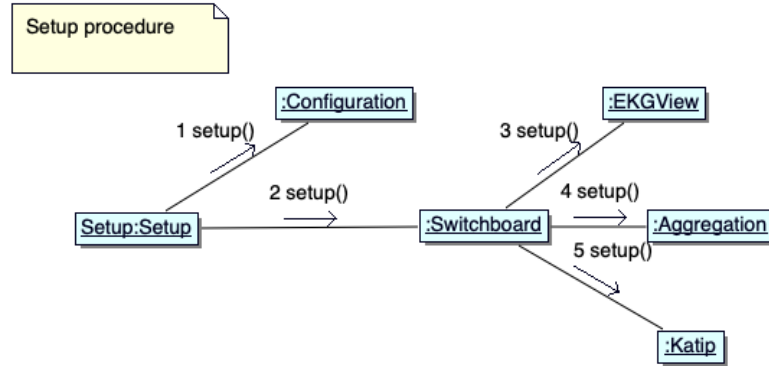 Setup procedure
:Configuration
:EKGView
1 setup()
3 setup()
2 setup()
4 setup()
Setup:Setup
:Switchboard
:Aggregation
5 setup()
:Katip